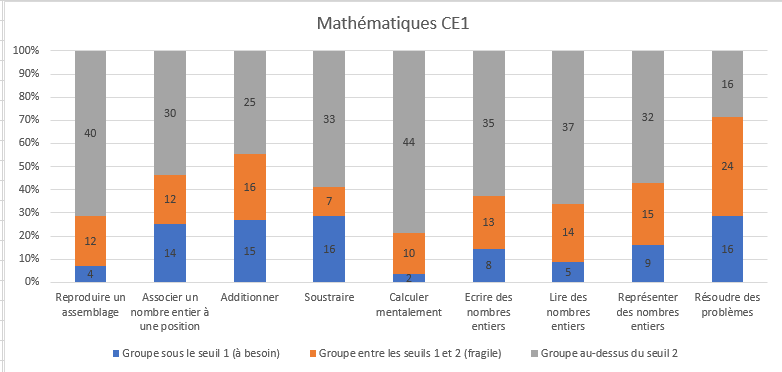 Mathématiques CE1
100%
90%
80%
70%
60%
50%
40%
30%
20%
10%
0%
40 30 25 33 44 35 37 32 16
12 12 16 7 10 13 14 15 24
4 14 15 16 2 8 5 9 16
Reproduire un assemblage
Associer un nombre entier à une position
Additionner
Soustraire
Calculer mentalement
Ecrire des nombres entiers
Lire des nombres entiers
Représenter des nombres entiers
Résoudre des problèmes
Groupe sous le seuil 1 (à besoin) Groupe entre les seuils 1 et 2 (fragile) Groupe au-dessus du seuil 2